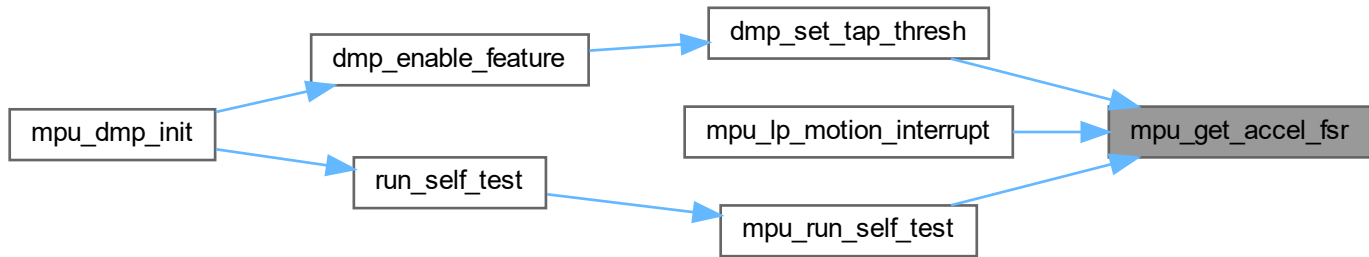 dmp_set_tap_thresh
dmp_enable_feature
mpu_dmp_init
mpu_lp_motion_interrupt
mpu_get_accel_fsr
run_self_test
mpu_run_self_test